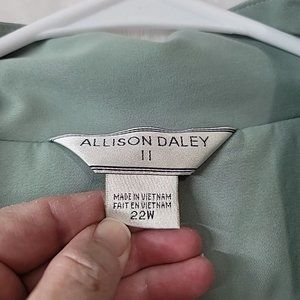 ALLISON DALEY
II
MADE IN VIETNAM
FAIT EN VIETNAM
22W